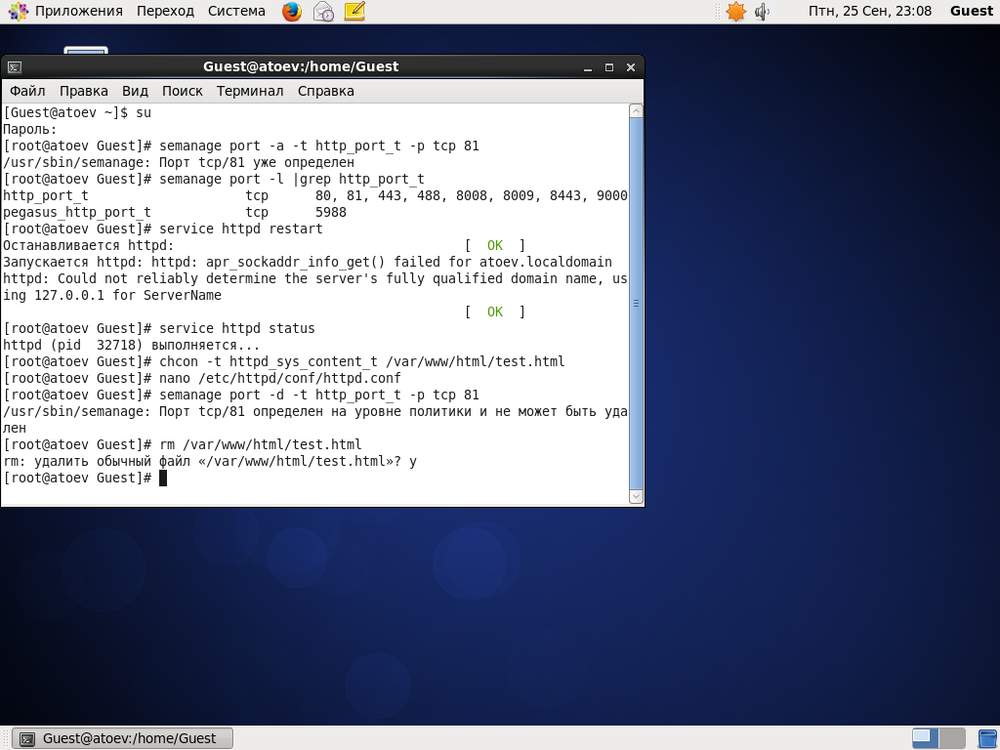 Приложения Переход Система Птн, 25 Сен, 23:08 Guest
Guest@atoev:/home/Guest
Файл Правка Вид Поиск Терминал Справка
[Guest@atoev ~]$ su
Пароль:
[root@atoev Guest]# semanage port -a -t http_port_t -p tcp 81
/usr/sbin/semanage: Порт tcp/81 уже определен
[root@atoev Guest]# semanage port -l |grep http_port_t
http_port_t                    tcp      80, 81, 443, 488, 8008, 8009, 8443, 9000
pegasus_http_port_t            tcp      5988
[root@atoev Guest]# service httpd restart
Останавливается httpd:                                     [  OK  ]
Запускается httpd: httpd: apr_sockaddr_info_get() failed for atoev.localdomain
httpd: Could not reliably determine the server's fully qualified domain name, us
ing 127.0.0.1 for ServerName
                                                           [  OK  ]
[root@atoev Guest]# service httpd status
httpd (pid  32718) выполняется...
[root@atoev Guest]# chcon -t httpd_sys_content_t /var/www/html/test.html
[root@atoev Guest]# nano /etc/httpd/conf/httpd.conf
[root@atoev Guest]# semanage port -d -t http_port_t -p tcp 81
/usr/sbin/semanage: Порт tcp/81 определен на уровне политики и не может быть уда
лен
[root@atoev Guest]# rm /var/www/html/test.html
rm: удалить обычный файл «/var/www/html/test.html»? y
[root@atoev Guest]#
Guest@atoev:/home/Guest